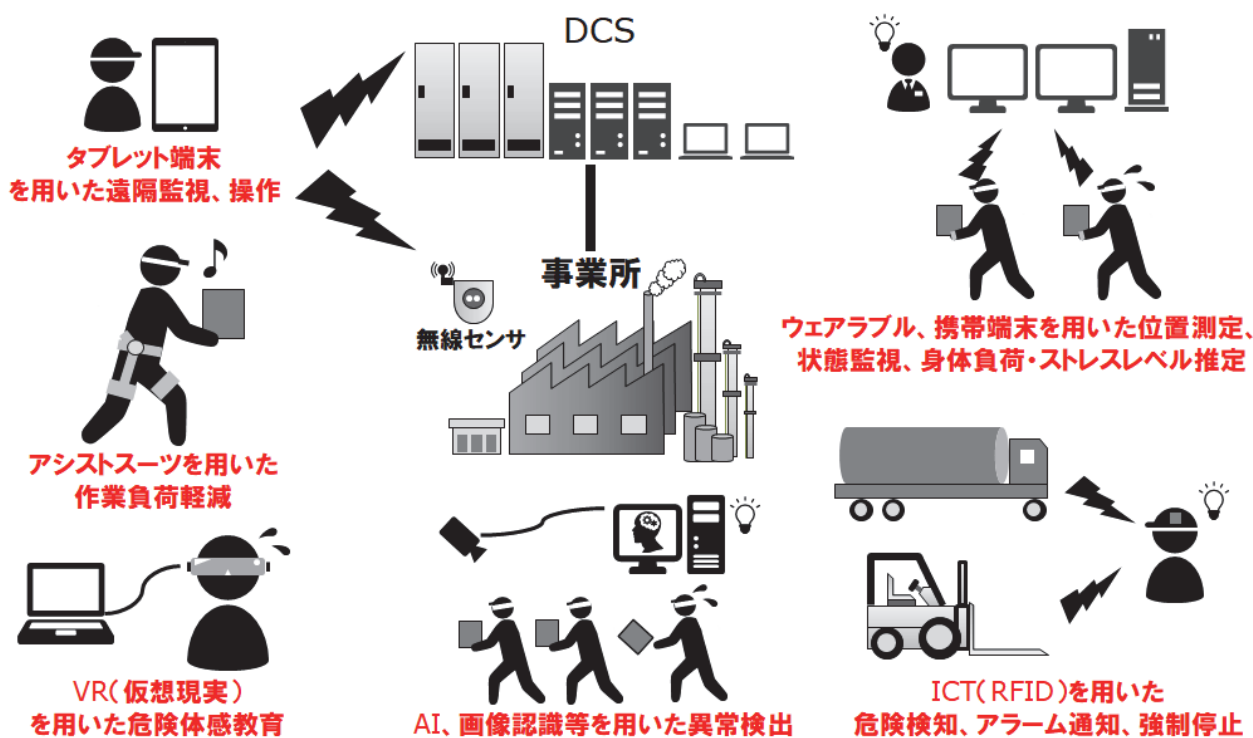 DCS
タブレット端末
を用いた遠隔監視、操作
事業所
無線センサ
ウェアラブル、携帯端末を用いた位置測定、
状態監視、身体負荷・ストレスレベル推定
アシストスーツを用いた
作業負荷軽減
VR(仮想現実)
を用いた危険体感教育
AI、画像認識等を用いた異常検出
ICT(RFID)を用いた
危険検知、アラーム通知、強制停止